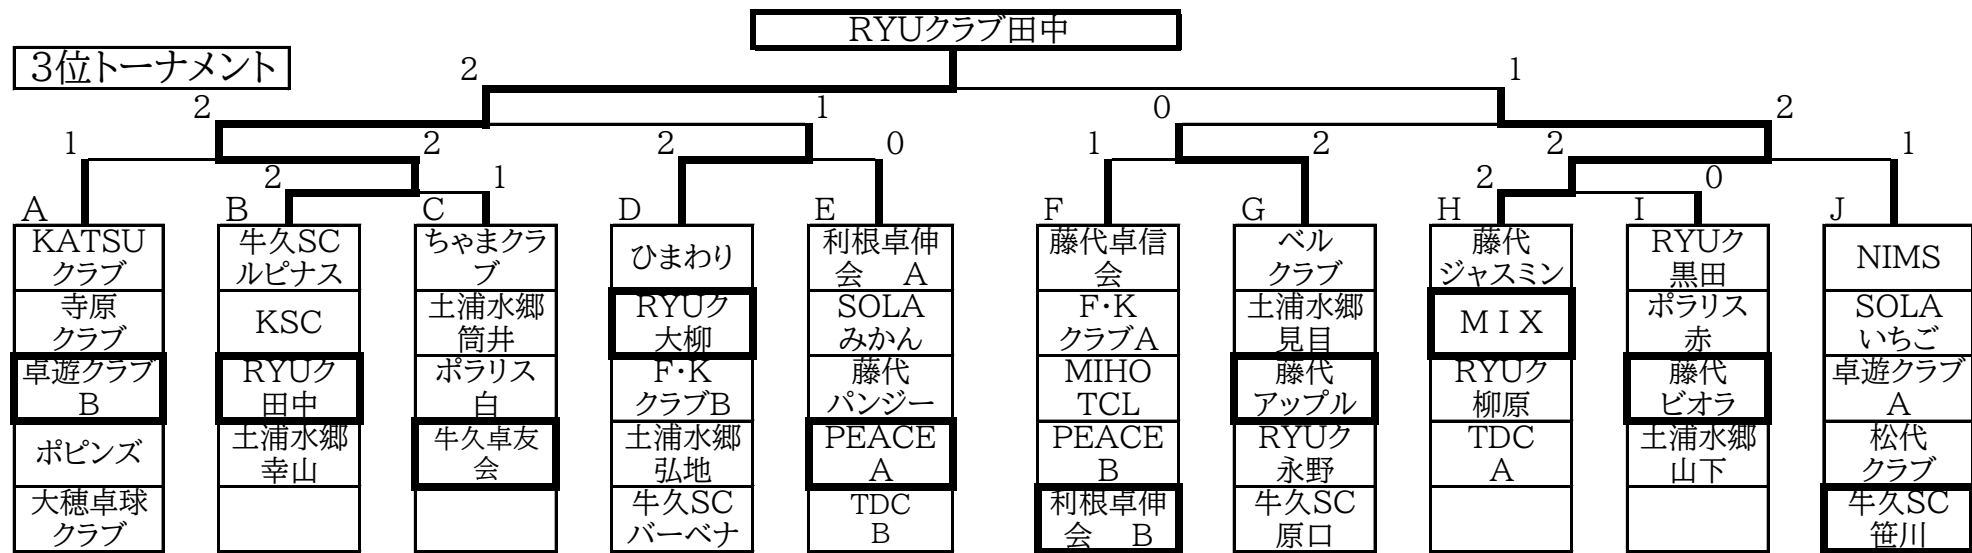 RYUクラブ田中
3位トーナメント
2
1
2
1
0
2
1
2
2
0
1
2
2
1
2
1
2
0
A
B
C
D
E
F
G
H
I
J
KATSU
クラブ
牛久SC
ルピナス
ちゃまクラ
ブ
ひまわり
利根卓伸
会 A
藤代卓信
会
ベル
クラブ
藤代
ジャスミン
RYUク
黒田
NIMS
寺原
クラブ
KSC
土浦水郷
筒井
RYUク
大柳
SOLA
みかん
F・K
クラブA
土浦水郷
見目
MIX
ポラリス
赤
SOLA
いちご
卓遊クラブ
B
RYUク
田中
ポラリス
白
F・K
クラブB
藤代
パンジー
MIHO
TCL
藤代
アップル
RYUク
柳原
藤代
ビオラ
卓遊クラブ
A
ポピンズ
土浦水郷
幸山
牛久卓友
会
土浦水郷
弘地
PEACE
A
PEACE
B
RYUク
永野
TDC
A
土浦水郷
山下
松代
クラブ
大穂卓球
クラブ
牛久SC
バーベナ
TDC
B
利根卓伸
会 B
牛久SC
原口
牛久SC
笹川